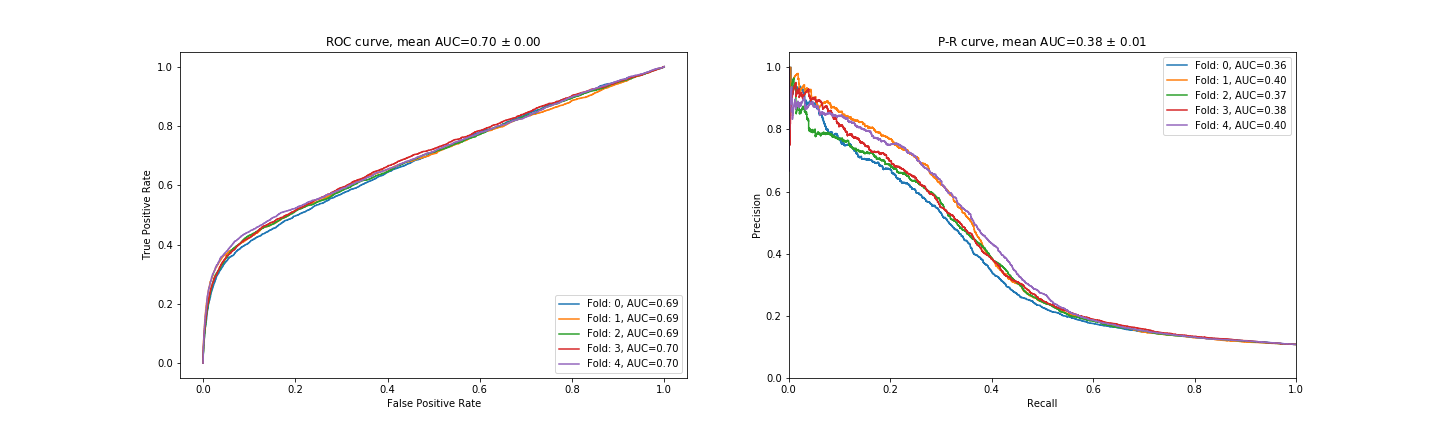 ROC curve, mean AUC=0.70 ± 0.00
True Positive Rate
1.0
0.8
0.6
0.4
0.2
0.0
0.0 0.2 0.4 0.6 0.8 1.0
False Positive Rate
Fold: 0, AUC=0.69
Fold: 1, AUC=0.69
Fold: 2, AUC=0.69
Fold: 3, AUC=0.70
Fold: 4, AUC=0.70
P-R curve, mean AUC=0.38 ± 0.01
Precision
1.0
0.8
0.6
0.4
0.2
0.0
0.0 0.2 0.4 0.6 0.8 1.0
Recall
Fold: 0, AUC=0.36
Fold: 1, AUC=0.40
Fold: 2, AUC=0.37
Fold: 3, AUC=0.38
Fold: 4, AUC=0.40